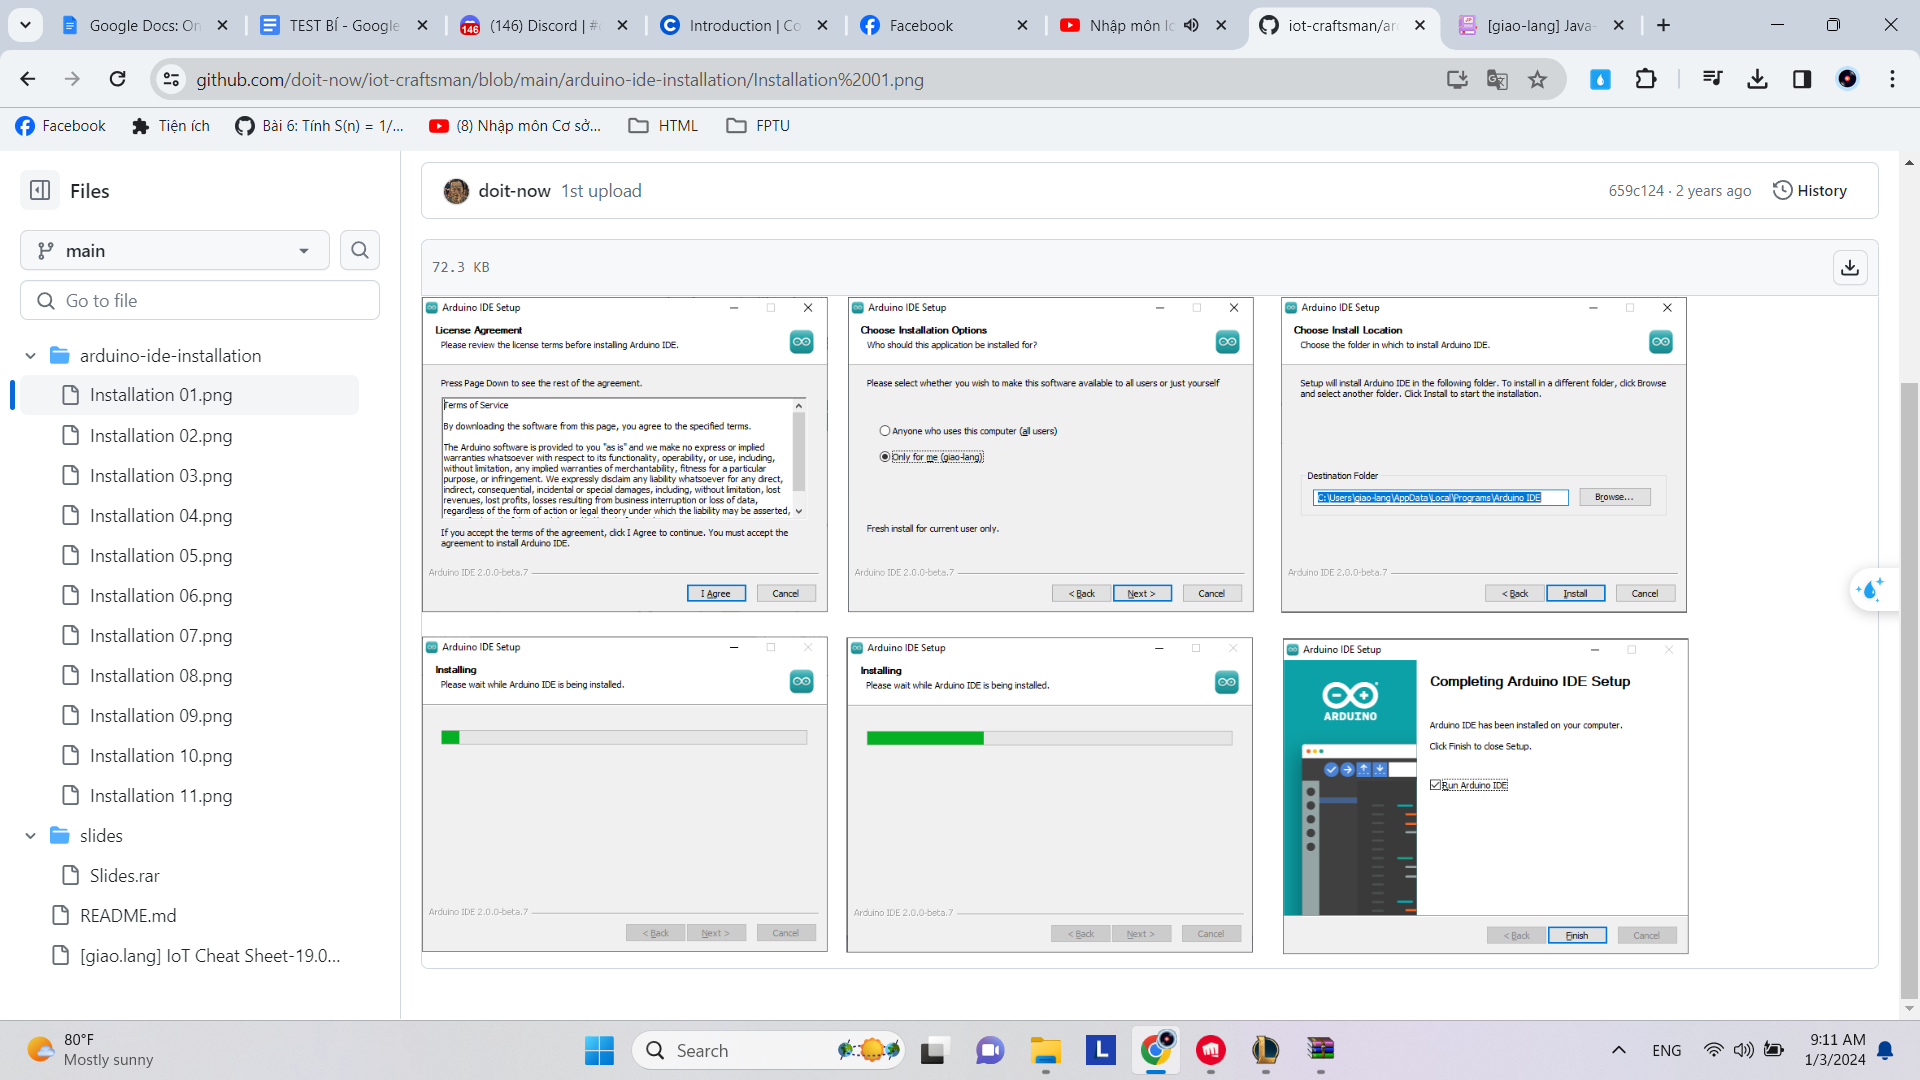 Google Docs: On
TEST BÍ - Google
(146) Discord | #
Introduction | Co
Facebook
Nhập môn Io
iot-craftsman/ar
[giao-lang] Java-
146
github.com/doit-now/iot-craftsman/blob/main/arduino-ide-installation/Installation%2001.png
Facebook
Tiện ích
Bài 6: Tính S(n) = 1/...
(8) Nhập môn Cơ sở...
HTML
FPTU
Files
main
Go to file
arduino-ide-installation
Installation 01.png
Installation 02.png
Installation 03.png
Installation 04.png
Installation 05.png
Installation 06.png
Installation 07.png
Installation 08.png
Installation 09.png
Installation 10.png
Installation 11.png
slides
Slides.rar
README.md
[giao.lang] IoT Cheat Sheet-19.0...
doit-now 1st upload
659c124 · 2 years ago
History
72.3 KB
Arduino IDE Setup
License Agreement
Please review the license terms before installing Arduino IDE.
Press Page Down to see the rest of the agreement.
Terms of Service
By downloading the software from this page, you agree to the specified terms.
The Arduino software is provided to you "as is" and we make no express or implied
warranties whatsoever with respect to its functionality, operability, or use, including,
without limitation, any implied warranties of merchantability, fitness for a particular
purpose, or infringement. We expressly disclaim any liability whatsoever for any direct,
indirect, consequential, incidental or special damages, including, without limitation, lost
revenues, lost profits, losses resulting from business interruption or loss of data,
regardless of the form of action or legal theory under which the liability may be asserted,
If you accept the terms of the agreement, click I Agree to continue. You must accept the
agreement to install Arduino IDE.
Arduino IDE 2.0.0-beta.7
I Agree
Cancel
Arduino IDE Setup
Choose Installation Options
Who should this application be installed for?
Please select whether you wish to make this software available to all users or just yourself
Anyone who uses this computer (all users)
Only for me (giao-lang)
Fresh install for current user only.
Arduino IDE 2.0.0-beta.7
< Back
Next >
Cancel
Arduino IDE Setup
Choose Install Location
Choose the folder in which to install Arduino IDE.
Setup will install Arduino IDE in the following folder. To install in a different folder, click Browse
and select another folder. Click Install to start the installation.
Destination Folder
C:\Users\giao-lang\AppData\Local\Programs\Arduino IDE
Browse...
Arduino IDE 2.0.0-beta.7
< Back
Install
Cancel
Arduino IDE Setup
Installing
Please wait while Arduino IDE is being installed.
Arduino IDE 2.0.0-beta.7
< Back
Next >
Cancel
Arduino IDE Setup
Installing
Please wait while Arduino IDE is being installed.
Arduino IDE 2.0.0-beta.7
< Back
Next >
Cancel
Arduino IDE Setup
ARDUINO
Completing Arduino IDE Setup
Arduino IDE has been installed on your computer.
Click Finish to close Setup.
Run Arduino IDE
< Back
Finish
Cancel
80°F
Mostly sunny
Search
L
ENG
9:11 AM
1/3/2024